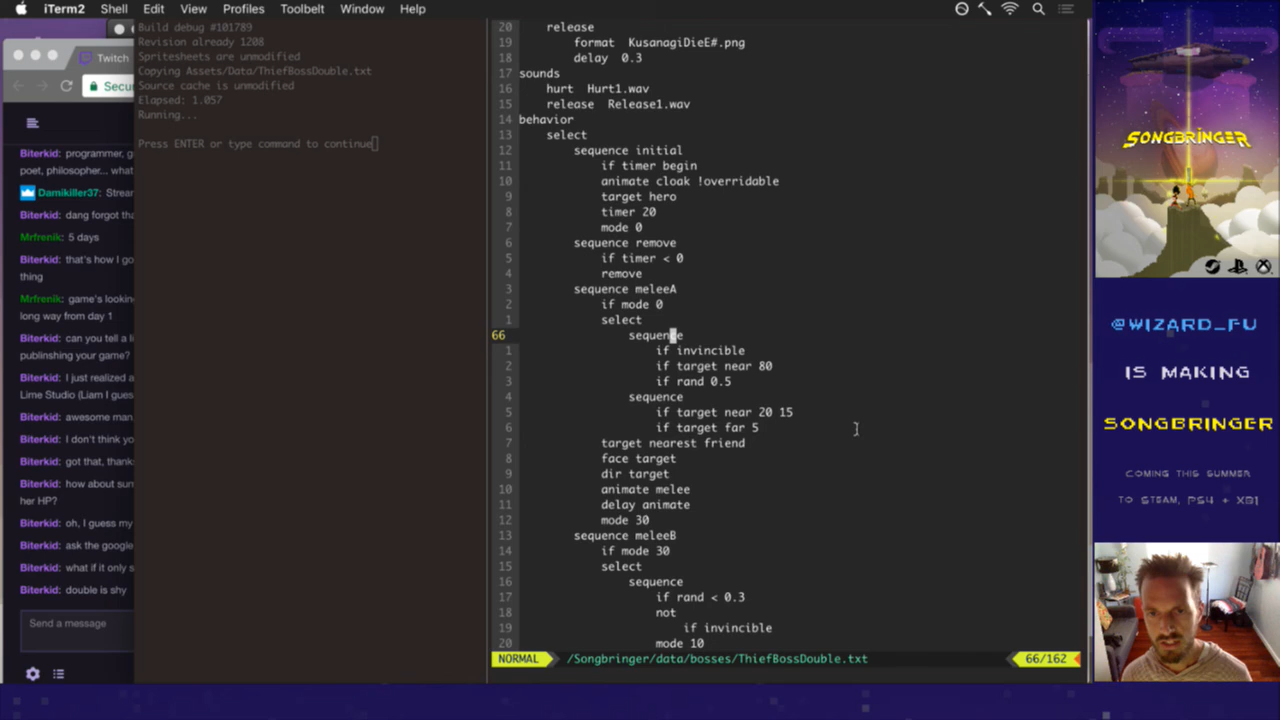 iTerm2 Shell Edit View Profiles Toolbelt Window Help
Twitch
Secur
Biterkid: programmer, g
poet, philosopher... what
Damikiller37: Strear
Biterkid: dang forgot tha
Mrfrenik: 5 days
Biterkid: that's how I go
thing
Mrfrenik: game's lookin
long way from day 1
Biterkid: can you tell a li
publinshing your game?
Biterkid: I just realized a
Lime Studio (Liam I gues
Biterkid: awesome man,
Biterkid: I don't think yo
Biterkid: got that, thank
Biterkid: how about sur
her HP?
Biterkid: oh, I guess my
Biterkid: ask the google
Biterkid: what if it only s
Biterkid: double is shy
Send a message
Build debug #101789
Revision already 1208
Spritesheets are unmodified
Copying Assets/Data/ThiefBossDouble.txt
Source cache is unmodified
Elapsed: 1.057
Running...
Press ENTER or type command to continue
20 release
19 format KusanagiDieE#.png
18 delay 0.3
17 sounds
16 hurt Hurt1.wav
15 release Release1.wav
14 behavior
13 select
12 sequence initial
11 if timer begin
10 animate cloak !overridable
9 target hero
8 timer 20
7 mode 0
6 sequence remove
5 if timer < 0
4 remove
3 sequence meleeA
2 if mode 0
1 select
66 sequence
1 if invincible
2 if target near 80
3 if rand 0.5
4 sequence
5 if target near 20 15
6 if target far 5
7 target nearest friend
8 face target
9 dir target
10 animate melee
11 delay animate
12 mode 30
13 sequence meleeB
14 if mode 30
15 select
16 sequence
17 if rand < 0.3
18 not
19 if invincible
20 mode 10
NORMAL /Songbringer/data/bosses/ThiefBossDouble.txt 66/162
SONGBRINGER
@WIZARD_FU
IS MAKING
SONGBRINGER
COMING THIS SUMMER
TO STEAM, PS4 + XB1